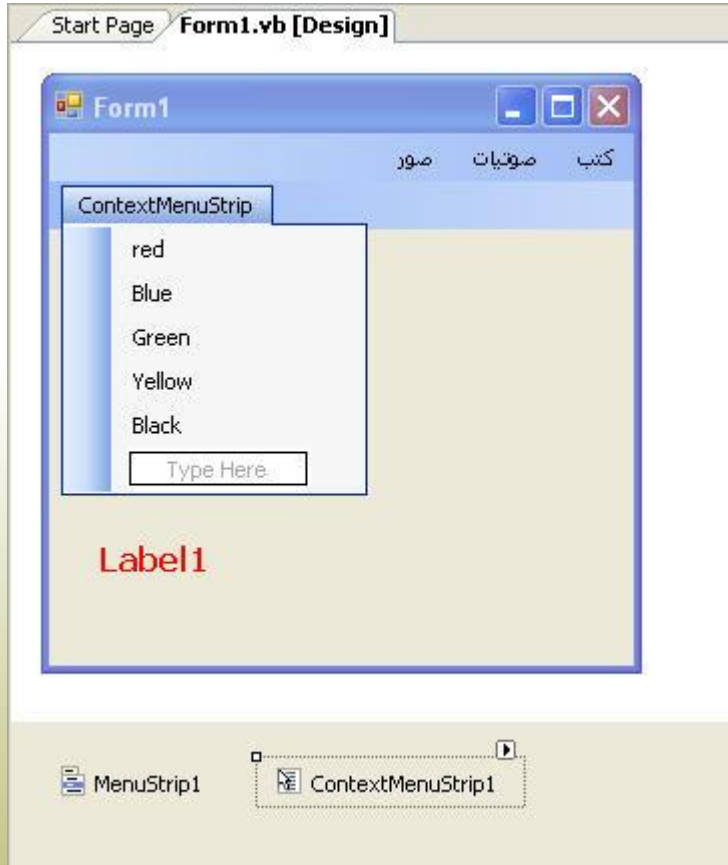 Start Page Form1.vb [Design]
Form1
كتب صوتيات صور
ContextMenuStrip
red
Blue
Green
Yellow
Black
Type Here
Label1
MenuStrip1 ContextMenuStrip1